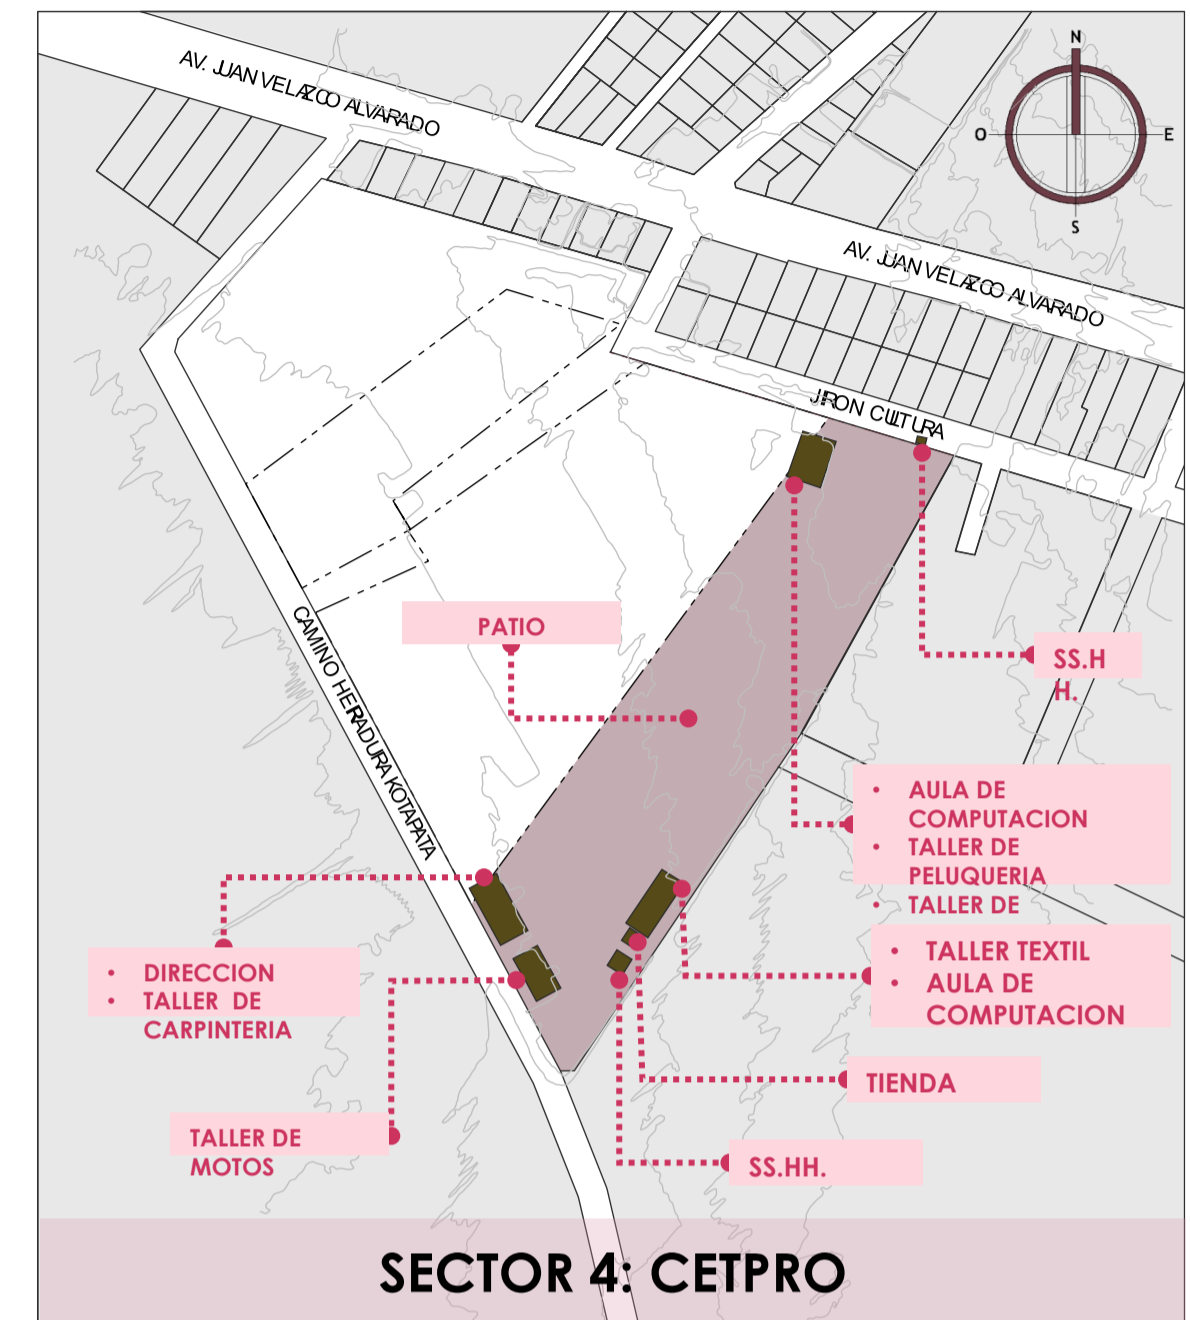 N
O
E
S
AV. JUAN VELAZCO ALVARADO
AV. JUAN VELAZCO ALVARADO
JIRON CULTURA
CAMINO HERADURA KOTAPATA
PATIO
SS.H
H.
• AULA DE
COMPUTACION
• TALLER DE
PELUQUERIA
• TALLER DE
• TALLER TEXTIL
• AULA DE
COMPUTACION
• DIRECCION
• TALLER DE
CARPINTERIA
TIENDA
TALLER DE
MOTOS
SS.HH.
SECTOR 4: CETPRO